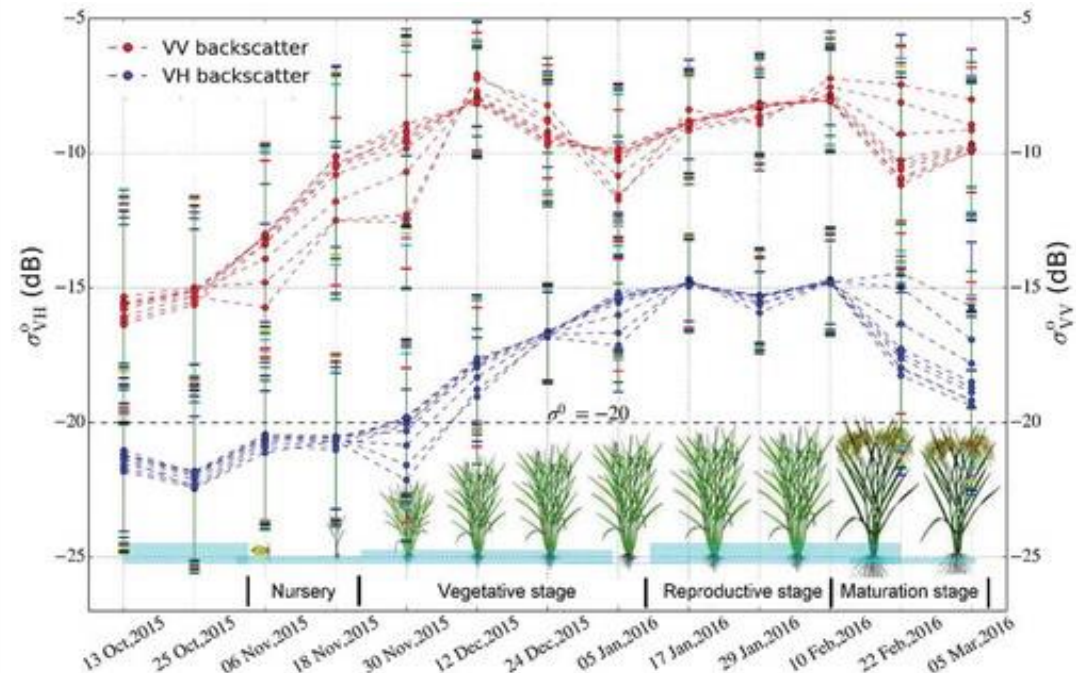 VV backscatter
VH backscatter
−5
−10
−15
−20
−25
σ⁰VH (dB)
−5
−10
−15
−20
−25
σ⁰VV (dB)
σ⁰ = −20
Nursery
Vegetative stage
Reproductive stage
Maturation stage
13 Oct,2015
25 Oct,2015
06 Nov,2015
18 Nov,2015
30 Nov,2015
12 Dec,2015
24 Dec,2015
05 Jan,2016
17 Jan,2016
29 Jan,2016
10 Feb,2016
22 Feb,2016
05 Mar,2016